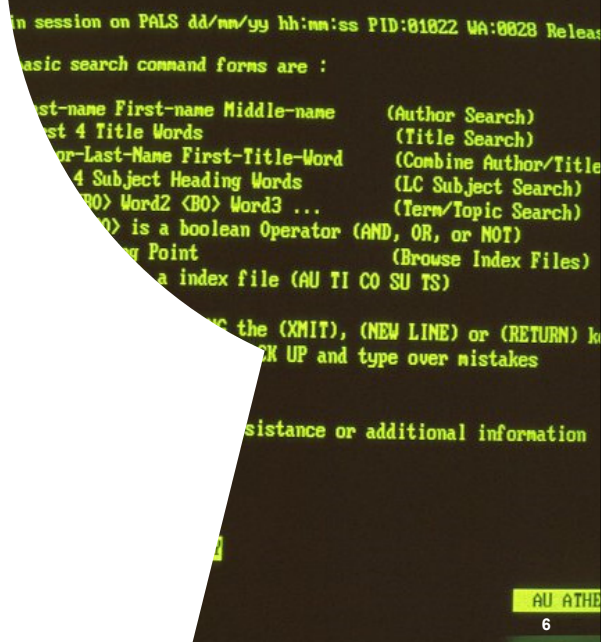 in session on PALS dd/mm/yy hh:mm:ss PID:01022 WA:0028 Releas
asic search command forms are :
st-name First-name Middle-name (Author Search)
st 4 Title Words (Title Search)
or-Last-Name First-Title-Word (Combine Author/Title
4 Subject Heading Words (LC Subject Search)
BO> Word2 <BO> Word3 ... (Term/Topic Search)
O> is a boolean Operator (AND, OR, or NOT)
ng Point (Browse Index Files)
a index file (AU TI CO SU TS)
NG the (XMIT), (NEW LINE) or (RETURN) k
CK UP and type over mistakes
sistance or additional information
AU ATHE
6